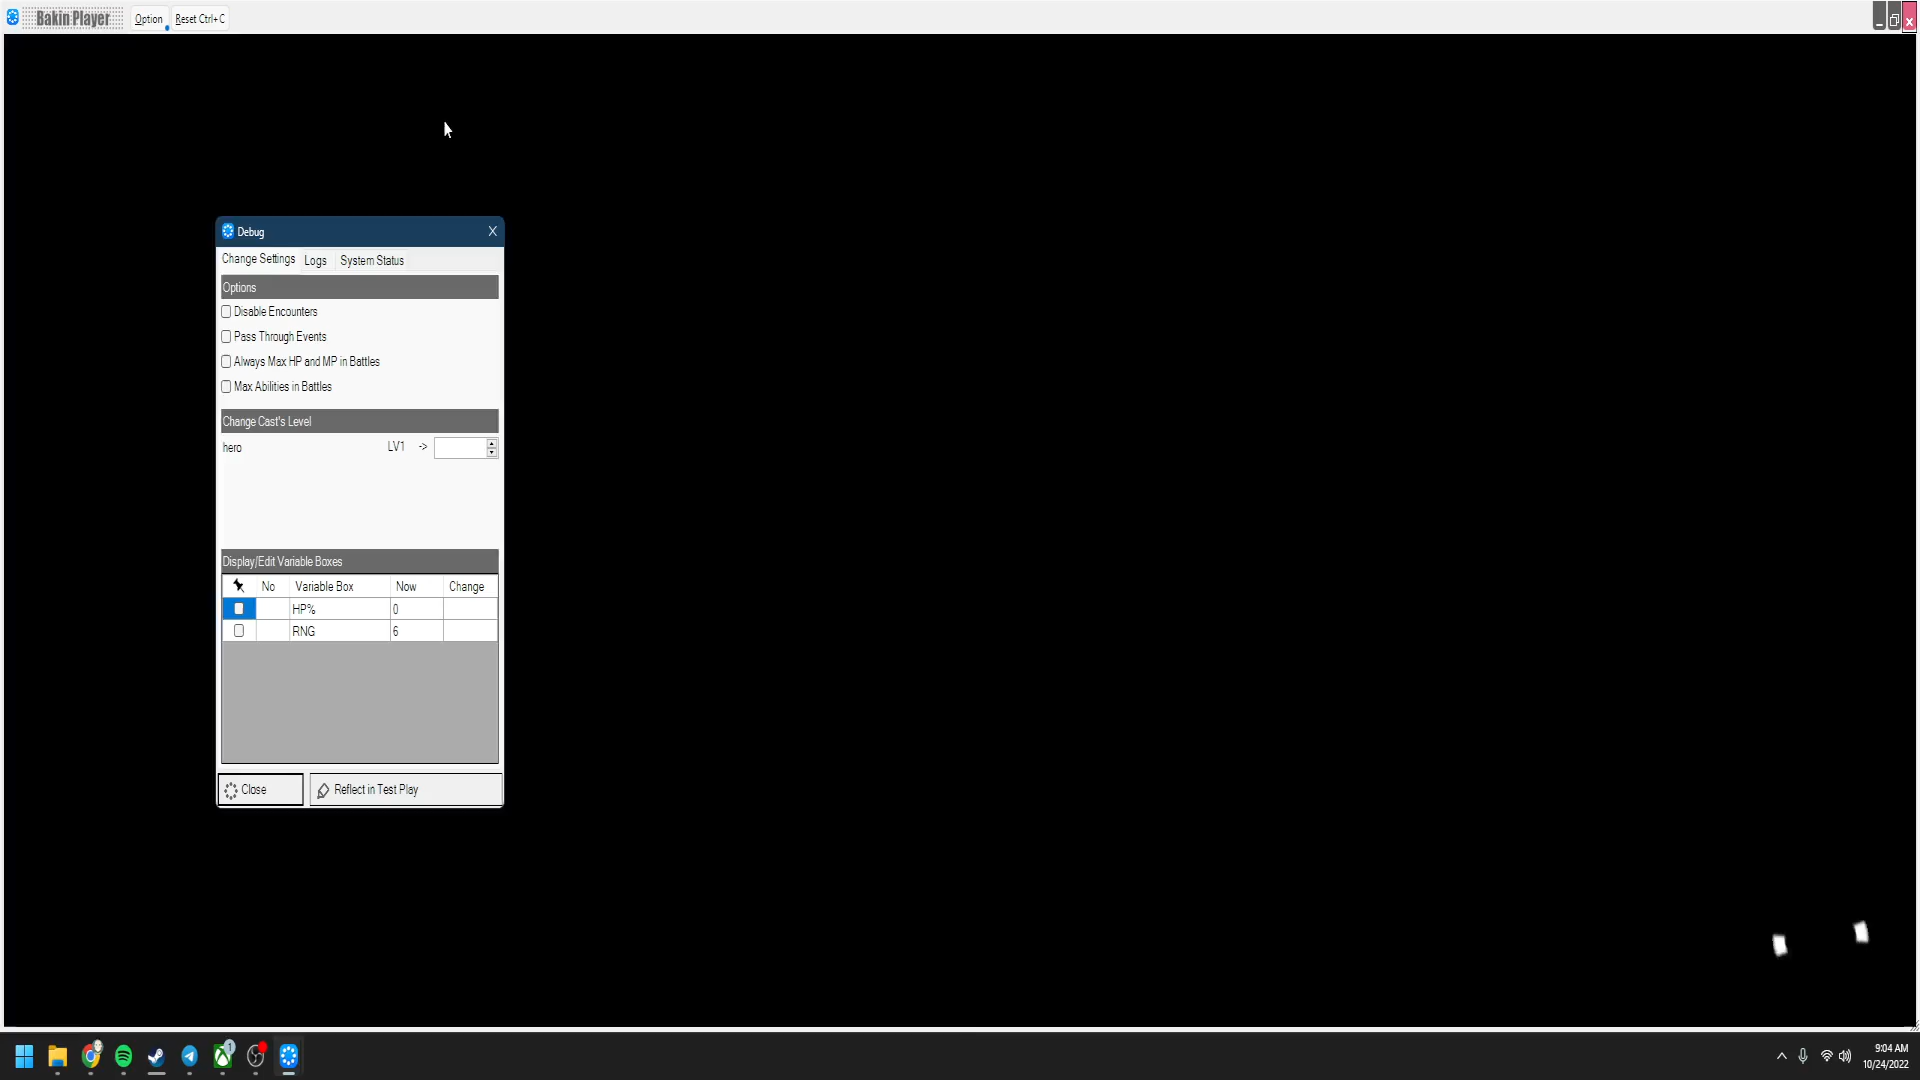 Bakin Player Option Reset Ctrl+C
Debug
Change Settings Logs System Status
Options
Disable Encounters
Pass Through Events
Always Max HP and MP in Battles
Max Abilities in Battles
Change Cast's Level
hero LV1 ->
Display/Edit Variable Boxes
No Variable Box Now Change
HP% 0
RNG 6
Close Reflect in Test Play
1
9:04 AM
10/24/2022